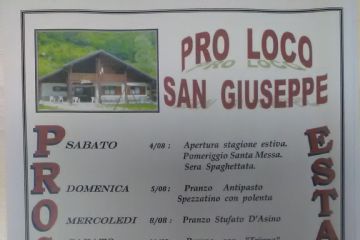 PRO LOCO
SAN GIUSEPPE
PROG
ESTA
SABATO 4/08 : Apertura stagione estiva.
Pomeriggio Santa Messa.
Sera Spaghettata.
DOMENICA 5/08 : Pranzo Antipasto
Spezzatino con polenta
MERCOLEDI 8/08 : Pranzo Stufato D'Asino